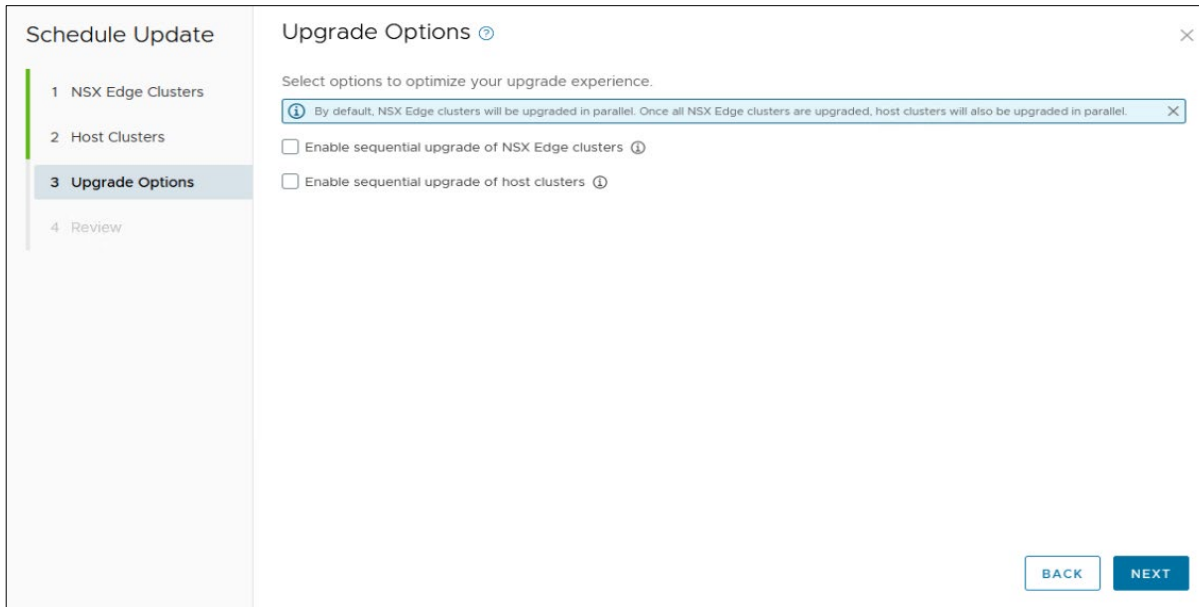 Schedule Update
1 NSX Edge Clusters
2 Host Clusters
3 Upgrade Options
4 Review
Upgrade Options
Select options to optimize your upgrade experience.
By default, NSX Edge clusters will be upgraded in parallel. Once all NSX Edge clusters are upgraded, host clusters will also be upgraded in parallel.
Enable sequential upgrade of NSX Edge clusters
Enable sequential upgrade of host clusters
BACK NEXT